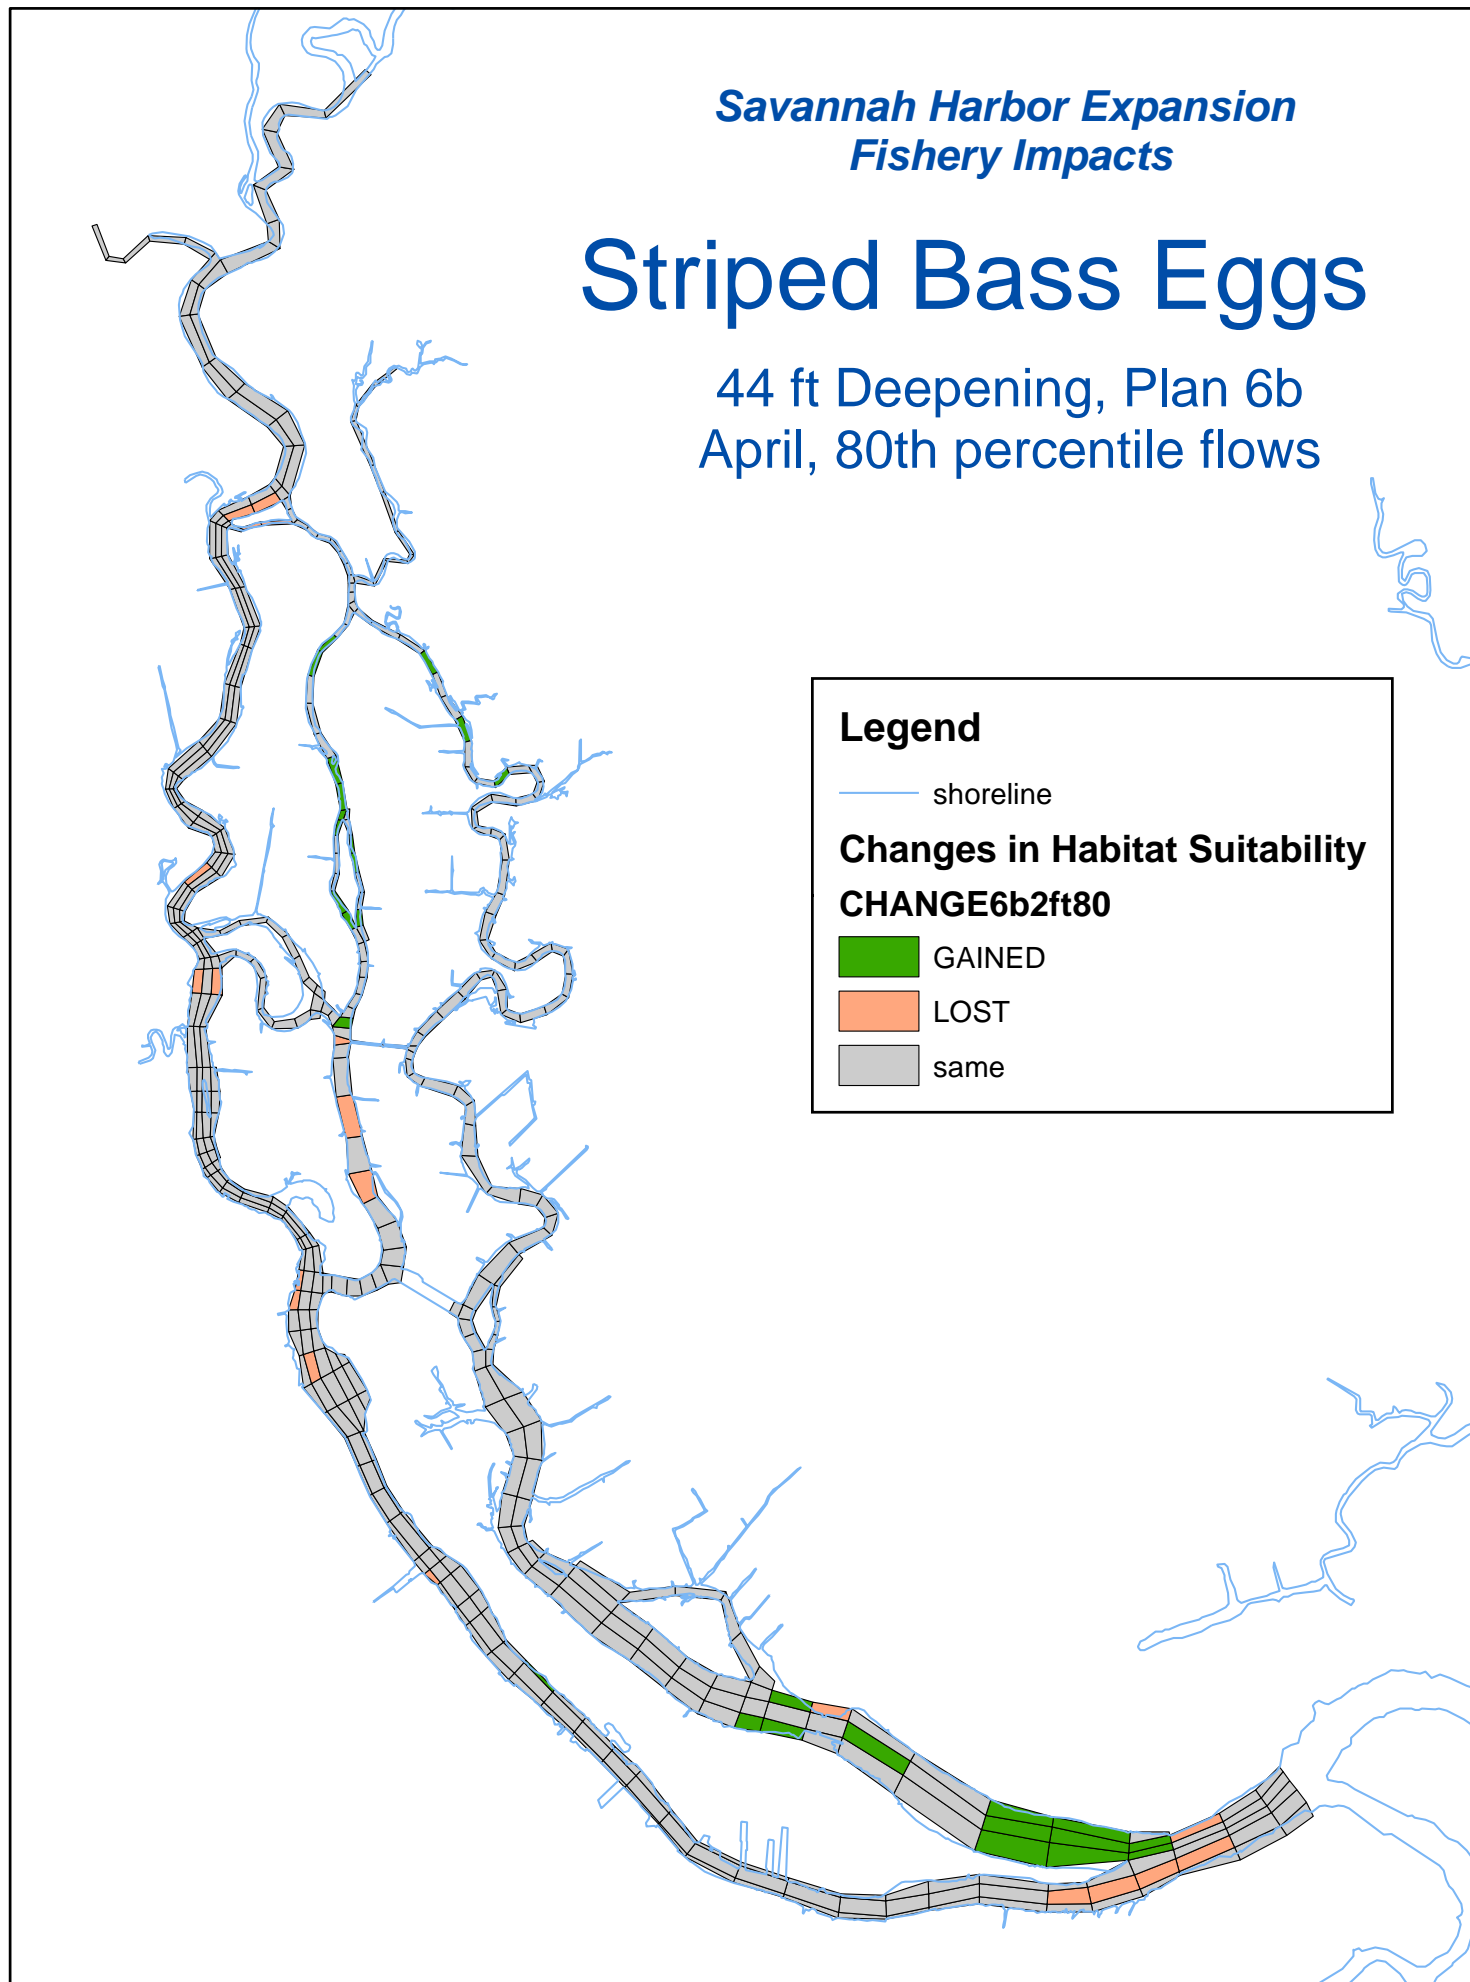 Savannah Harbor Expansion
Fishery Impacts
Striped Bass Eggs
44 ft Deepening, Plan 6b
April, 80th percentile flows
Legend
shoreline
Changes in Habitat Suitability
CHANGE6b2ft80
GAINED
LOST
same